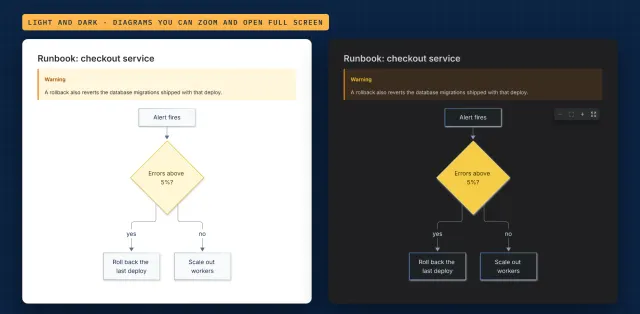 LIGHT AND DARK - DIAGRAMS YOU CAN ZOOM AND OPEN FULL SCREEN
Runbook: checkout service
Warning
A rollback also reverts the database migrations shipped with that deploy.
Alert fires
Errors above
5%?
yes
no
Roll back the
last deploy
Scale out
workers
Runbook: checkout service
Warning
A rollback also reverts the database migrations shipped with that deploy.
Alert fires
Errors above
5%?
yes
no
Roll back the
last deploy
Scale out
workers